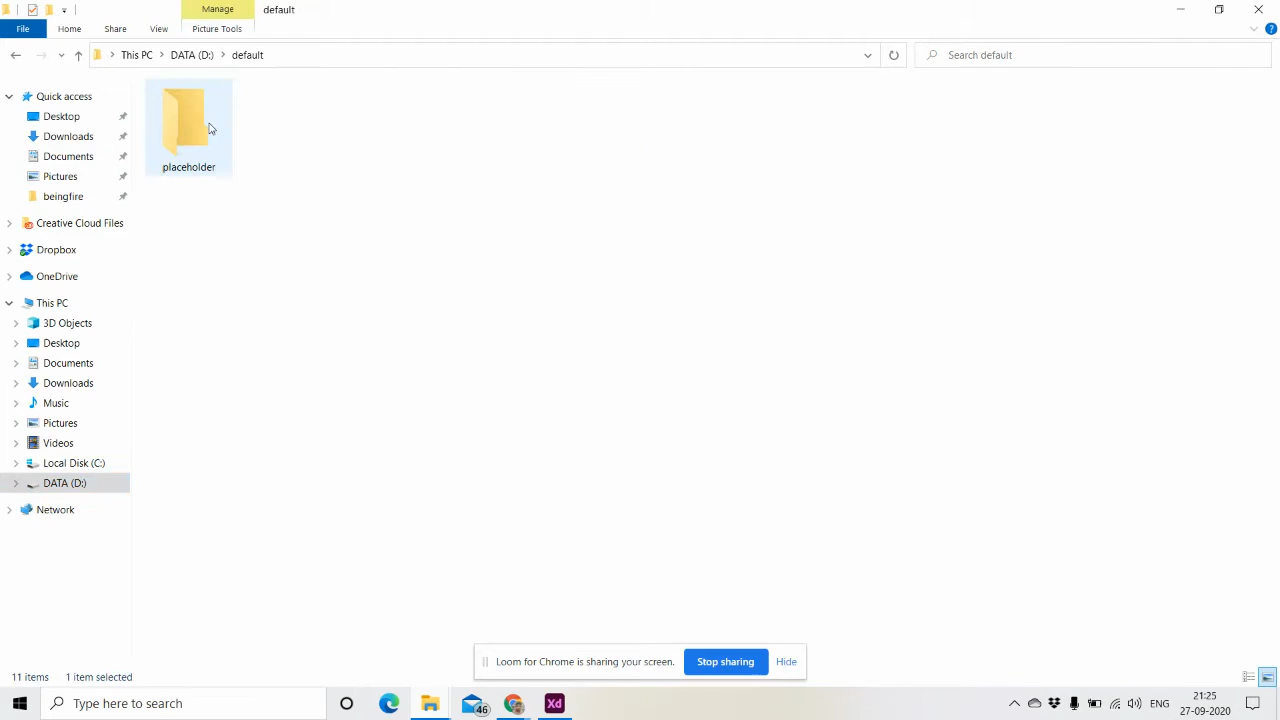 Manage
default
File
Home
Share
View
Picture Tools
This PC
DATA (D:)
default
Search default
Quick access
Desktop
Downloads
Documents
Pictures
beingfire
Creative Cloud Files
Dropbox
OneDrive
This PC
3D Objects
Desktop
Documents
Downloads
Music
Pictures
Videos
Local Disk (C:)
DATA (D:)
Network
placeholder
Loom for Chrome is sharing your screen.
Stop sharing
Hide
11 items
1 item selected
Type here to search
46
Xd
ENG
21:25
27-09-2020